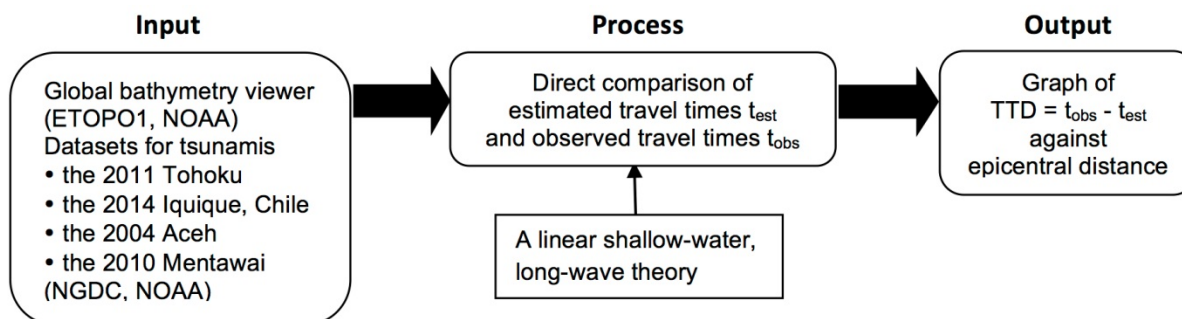 Input
Global bathymetry viewer
(ETOPO1, NOAA)
Datasets for tsunamis
• the 2011 Tohoku
• the 2014 Iquique, Chile
• the 2004 Aceh
• the 2010 Mentawai
(NGDC, NOAA)
Process
Direct comparison of
estimated travel times test
and observed travel times tobs
A linear shallow-water,
long-wave theory
Output
Graph of
TTD = tobs - test
against
epicentral distance